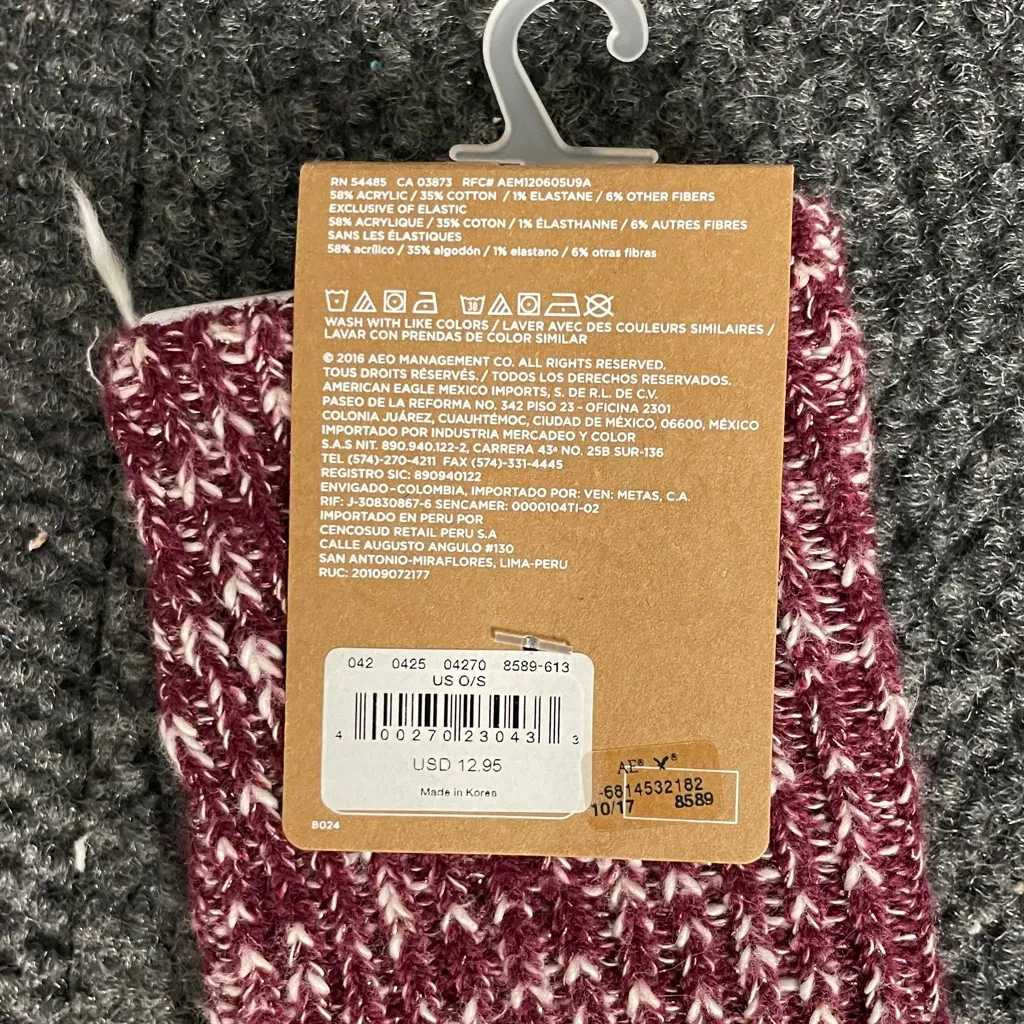 RN 54485 CA 03873 RFC# AEM120605U9A
58% ACRYLIC / 35% COTTON / 1% ELASTANE / 6% OTHER FIBERS
EXCLUSIVE OF ELASTIC
58% ACRYLIQUE / 35% COTON / 1% ÉLASTHANNE / 6% AUTRES FIBRES
SANS LES ÉLASTIQUES
58% acrílico / 35% algodón / 1% elastano / 6% otras fibras
30
WASH WITH LIKE COLORS / LAVER AVEC DES COULEURS SIMILAIRES /
LAVAR CON PRENDAS DE COLOR SIMILAR
© 2016 AEO MANAGEMENT CO. ALL RIGHTS RESERVED.
TOUS DROITS RÉSERVÉS. / TODOS LOS DERECHOS RESERVADOS.
AMERICAN EAGLE MEXICO IMPORTS, S. DE R.L. DE C.V.
PASEO DE LA REFORMA NO. 342 PISO 23 - OFICINA 2301
COLONIA JUÁREZ, CUAUHTÉMOC, CIUDAD DE MÉXICO, 06600, MÉXICO
IMPORTADO POR INDUSTRIA MERCADEO Y COLOR
S.A.S NIT. 890.940.122-2, CARRERA 43ª NO. 25B SUR-136
TEL (574)-270-4211 FAX (574)-331-4445
REGISTRO SIC: 890940122
ENVIGADO-COLOMBIA, IMPORTADO POR: VEN: METAS, C.A.
RIF: J-30830867-6 SENCAMER: 0000104TI-02
IMPORTADO EN PERU POR
CENCOSUD RETAIL PERU S.A
CALLE AUGUSTO ANGULO #130
SAN ANTONIO-MIRAFLORES, LIMA-PERU
RUC: 20109072177
042 0425 04270 8589-613
US O/S
4 00270 23043 3
USD 12.95
Made in Korea
AE®
-6814532182
10/17 8589
B024